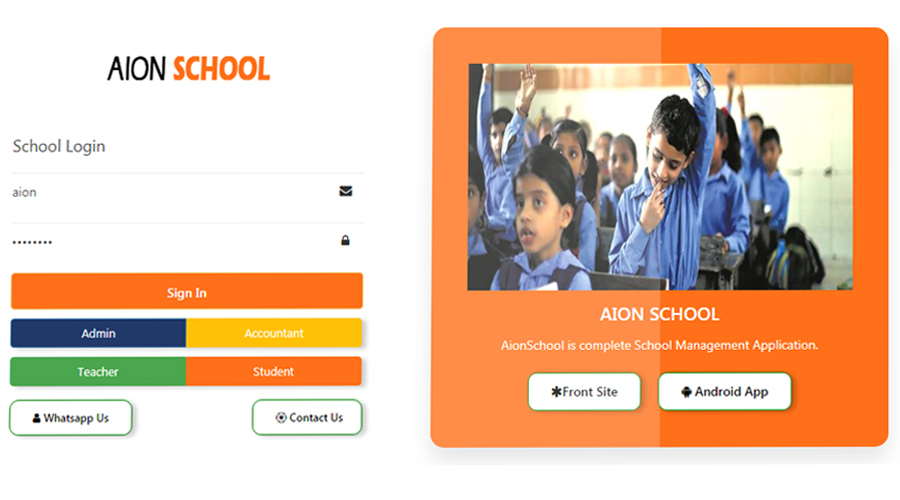 AION SCHOOL
School Login
aion
••••••••
Sign In
Admin
Accountant
Teacher
Student
Whatsapp Us
Contact Us
AION SCHOOL
AionSchool is complete School Management Application.
✱Front Site
Android App